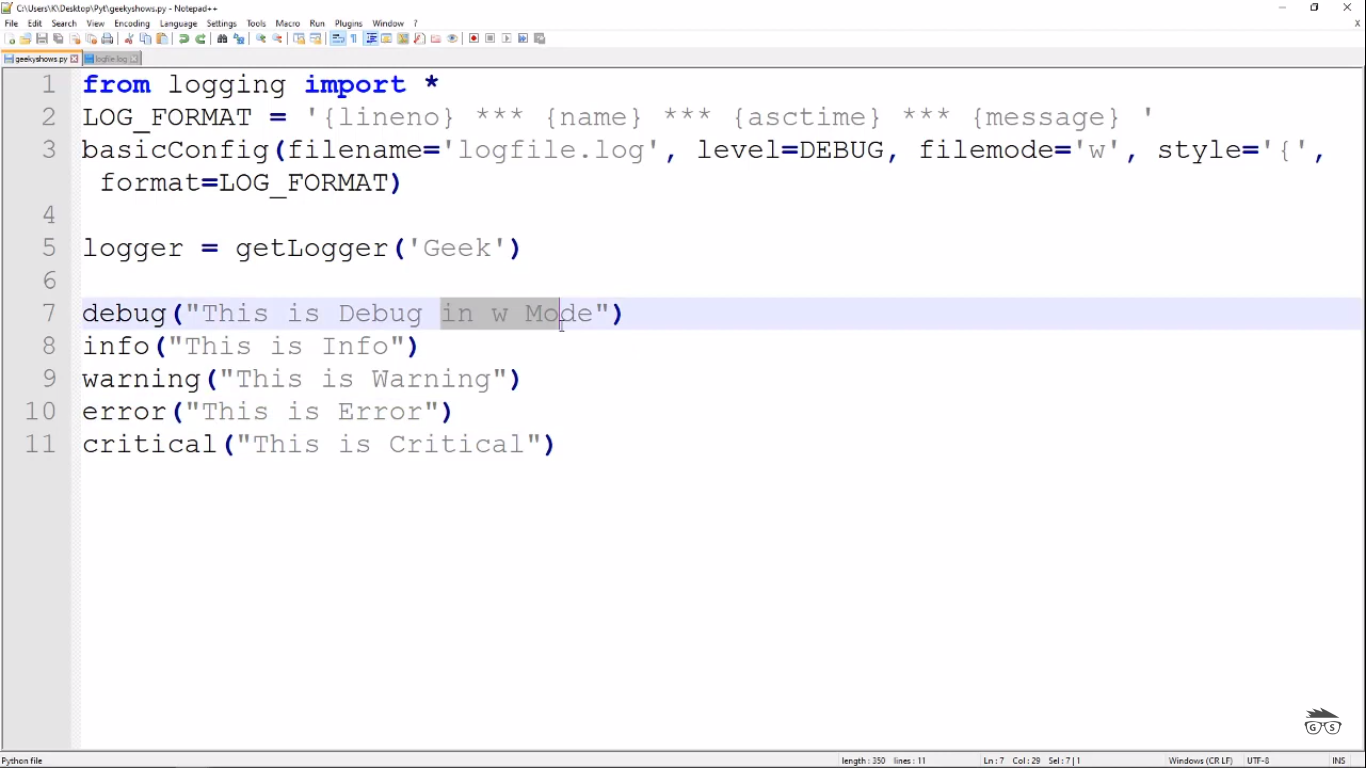 C:\Users\K\Desktop\Pyt\geekyshows.py - Notepad++
File Edit Search View Encoding Language Settings Tools Macro Run Plugins Window ?
X
geekyshows.py logfile.log
1 from logging import *
2 LOG_FORMAT = '{lineno} *** {name} *** {asctime} *** {message} '
3 basicConfig(filename='logfile.log', level=DEBUG, filemode='w', style='{',
format=LOG_FORMAT)
4
5 logger = getLogger('Geek')
6
7 debug("This is Debug in w Mode")
8 info("This is Info")
9 warning("This is Warning")
10 error("This is Error")
11 critical("This is Critical")
G S
Python file length : 350 lines : 11 Ln : 7 Col : 29 Sel : 7 | 1 Windows (CR LF) UTF-8 INS